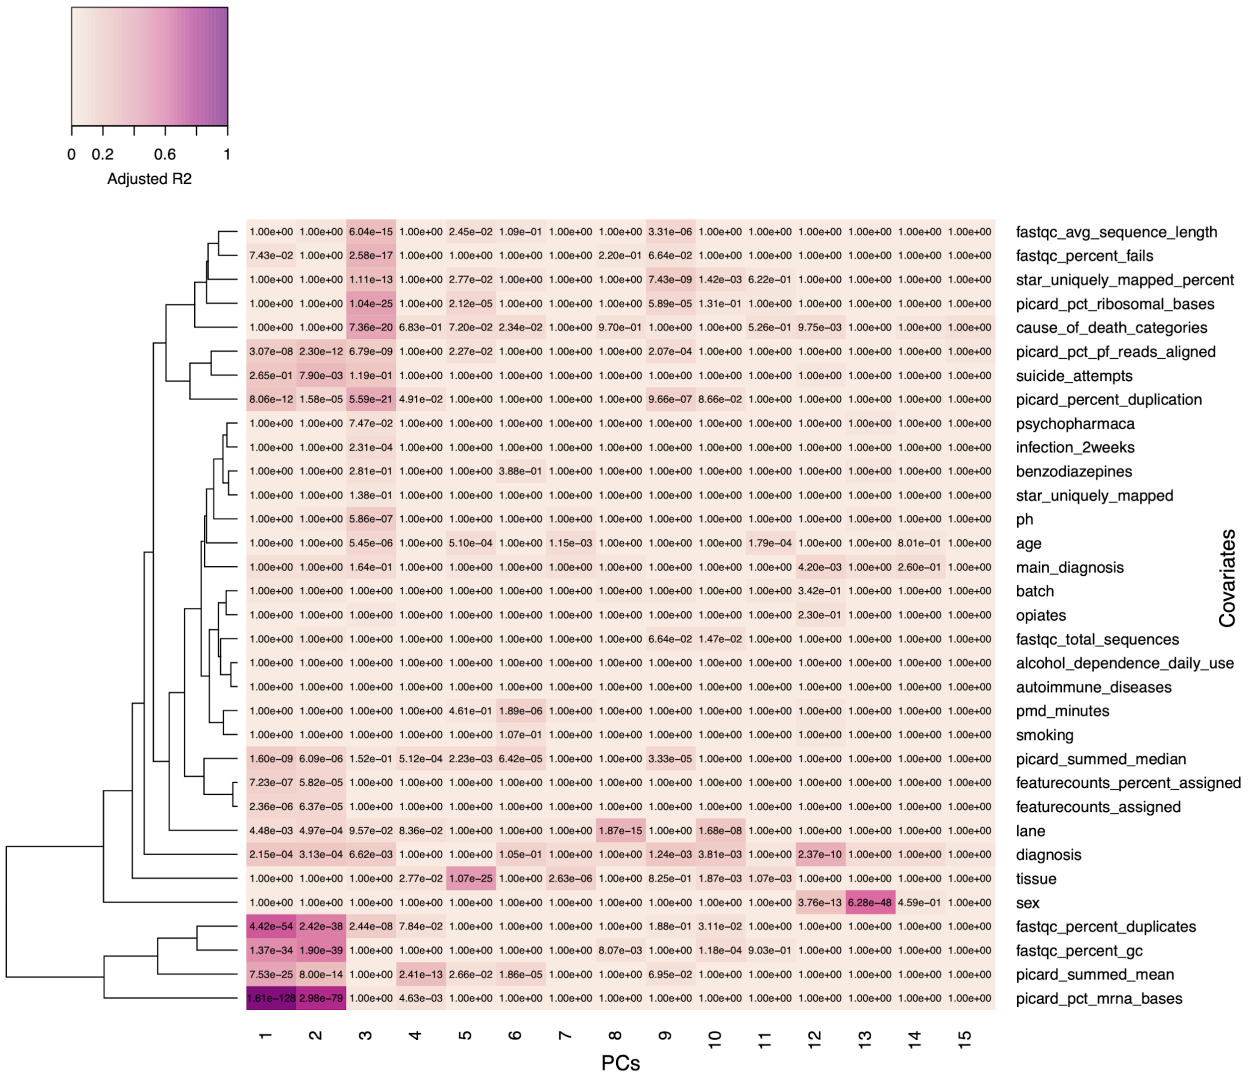 0 0.2 0.6 1
Adjusted R2
1.00e+00 1.00e+00 6.04e−15 1.00e+00 2.45e−02 1.09e−01 1.00e+00 1.00e+00 3.31e−06 1.00e+00 1.00e+00 1.00e+00 1.00e+00 1.00e+00 1.00e+00 fastqc_avg_sequence_length
7.43e−02 1.00e+00 2.58e−17 1.00e+00 1.00e+00 1.00e+00 1.00e+00 2.20e−01 6.64e−02 1.00e+00 1.00e+00 1.00e+00 1.00e+00 1.00e+00 1.00e+00 fastqc_percent_fails
1.00e+00 1.00e+00 1.11e−13 1.00e+00 2.77e−02 1.00e+00 1.00e+00 1.00e+00 7.43e−09 1.42e−03 6.22e−01 1.00e+00 1.00e+00 1.00e+00 1.00e+00 star_uniquely_mapped_percent
1.00e+00 1.00e+00 1.04e−25 1.00e+00 2.12e−05 1.00e+00 1.00e+00 1.00e+00 5.89e−05 1.31e−01 1.00e+00 1.00e+00 1.00e+00 1.00e+00 1.00e+00 picard_pct_ribosomal_bases
1.00e+00 1.00e+00 7.36e−20 6.83e−01 7.20e−02 2.34e−02 1.00e+00 9.70e−01 1.00e+00 1.00e+00 5.26e−01 9.75e−03 1.00e+00 1.00e+00 1.00e+00 cause_of_death_categories
3.07e−08 2.30e−12 6.79e−09 1.00e+00 2.27e−02 1.00e+00 1.00e+00 1.00e+00 2.07e−04 1.00e+00 1.00e+00 1.00e+00 1.00e+00 1.00e+00 1.00e+00 picard_pct_pf_reads_aligned
2.65e−01 7.90e−03 1.19e−01 1.00e+00 1.00e+00 1.00e+00 1.00e+00 1.00e+00 1.00e+00 1.00e+00 1.00e+00 1.00e+00 1.00e+00 1.00e+00 1.00e+00 suicide_attempts
8.06e−12 1.58e−05 5.59e−21 4.91e−02 1.00e+00 1.00e+00 1.00e+00 1.00e+00 9.66e−07 8.66e−02 1.00e+00 1.00e+00 1.00e+00 1.00e+00 1.00e+00 picard_percent_duplication
1.00e+00 1.00e+00 7.47e−02 1.00e+00 1.00e+00 1.00e+00 1.00e+00 1.00e+00 1.00e+00 1.00e+00 1.00e+00 1.00e+00 1.00e+00 1.00e+00 1.00e+00 psychopharmaca
1.00e+00 1.00e+00 2.31e−04 1.00e+00 1.00e+00 1.00e+00 1.00e+00 1.00e+00 1.00e+00 1.00e+00 1.00e+00 1.00e+00 1.00e+00 1.00e+00 1.00e+00 infection_2weeks
1.00e+00 1.00e+00 2.81e−01 1.00e+00 1.00e+00 3.88e−01 1.00e+00 1.00e+00 1.00e+00 1.00e+00 1.00e+00 1.00e+00 1.00e+00 1.00e+00 1.00e+00 benzodiazepines
1.00e+00 1.00e+00 1.38e−01 1.00e+00 1.00e+00 1.00e+00 1.00e+00 1.00e+00 1.00e+00 1.00e+00 1.00e+00 1.00e+00 1.00e+00 1.00e+00 1.00e+00 star_uniquely_mapped
1.00e+00 1.00e+00 5.86e−07 1.00e+00 1.00e+00 1.00e+00 1.00e+00 1.00e+00 1.00e+00 1.00e+00 1.00e+00 1.00e+00 1.00e+00 1.00e+00 1.00e+00 ph
1.00e+00 1.00e+00 5.45e−06 1.00e+00 5.10e−04 1.00e+00 1.15e−03 1.00e+00 1.00e+00 1.00e+00 1.79e−04 1.00e+00 1.00e+00 8.01e−01 1.00e+00 age
1.00e+00 1.00e+00 1.64e−01 1.00e+00 1.00e+00 1.00e+00 1.00e+00 1.00e+00 1.00e+00 1.00e+00 1.00e+00 4.20e−03 1.00e+00 2.60e−01 1.00e+00 main_diagnosis
1.00e+00 1.00e+00 1.00e+00 1.00e+00 1.00e+00 1.00e+00 1.00e+00 1.00e+00 1.00e+00 1.00e+00 1.00e+00 3.42e−01 1.00e+00 1.00e+00 1.00e+00 batch
1.00e+00 1.00e+00 1.00e+00 1.00e+00 1.00e+00 1.00e+00 1.00e+00 1.00e+00 1.00e+00 1.00e+00 1.00e+00 2.30e−01 1.00e+00 1.00e+00 1.00e+00 opiates
1.00e+00 1.00e+00 1.00e+00 1.00e+00 1.00e+00 1.00e+00 1.00e+00 1.00e+00 6.64e−02 1.47e−02 1.00e+00 1.00e+00 1.00e+00 1.00e+00 1.00e+00 fastqc_total_sequences
1.00e+00 1.00e+00 1.00e+00 1.00e+00 1.00e+00 1.00e+00 1.00e+00 1.00e+00 1.00e+00 1.00e+00 1.00e+00 1.00e+00 1.00e+00 1.00e+00 1.00e+00 alcohol_dependence_daily_use
1.00e+00 1.00e+00 1.00e+00 1.00e+00 1.00e+00 1.00e+00 1.00e+00 1.00e+00 1.00e+00 1.00e+00 1.00e+00 1.00e+00 1.00e+00 1.00e+00 1.00e+00 autoimmune_diseases
1.00e+00 1.00e+00 1.00e+00 1.00e+00 4.61e−01 1.89e−06 1.00e+00 1.00e+00 1.00e+00 1.00e+00 1.00e+00 1.00e+00 1.00e+00 1.00e+00 1.00e+00 pmd_minutes
1.00e+00 1.00e+00 1.00e+00 1.00e+00 1.00e+00 1.07e−01 1.00e+00 1.00e+00 1.00e+00 1.00e+00 1.00e+00 1.00e+00 1.00e+00 1.00e+00 1.00e+00 smoking
1.60e−09 6.09e−06 1.52e−01 5.12e−04 2.23e−03 6.42e−05 1.00e+00 1.00e+00 3.33e−05 1.00e+00 1.00e+00 1.00e+00 1.00e+00 1.00e+00 1.00e+00 picard_summed_median
7.23e−07 5.82e−05 1.00e+00 1.00e+00 1.00e+00 1.00e+00 1.00e+00 1.00e+00 1.00e+00 1.00e+00 1.00e+00 1.00e+00 1.00e+00 1.00e+00 1.00e+00 featurecounts_percent_assigned
2.36e−06 6.37e−05 1.00e+00 1.00e+00 1.00e+00 1.00e+00 1.00e+00 1.00e+00 1.00e+00 1.00e+00 1.00e+00 1.00e+00 1.00e+00 1.00e+00 1.00e+00 featurecounts_assigned
4.48e−03 4.97e−04 9.57e−02 8.36e−02 1.00e+00 1.00e+00 1.00e+00 1.87e−15 1.00e+00 1.68e−08 1.00e+00 1.00e+00 1.00e+00 1.00e+00 1.00e+00 lane
2.15e−04 3.13e−04 6.62e−03 1.00e+00 1.00e+00 1.05e−01 1.00e+00 1.00e+00 1.24e−03 3.81e−03 1.00e+00 2.37e−10 1.00e+00 1.00e+00 1.00e+00 diagnosis
1.00e+00 1.00e+00 1.00e+00 2.77e−02 1.07e−25 1.00e+00 2.63e−06 1.00e+00 8.25e−01 1.87e−03 1.07e−03 1.00e+00 1.00e+00 1.00e+00 1.00e+00 tissue
1.00e+00 1.00e+00 1.00e+00 1.00e+00 1.00e+00 1.00e+00 1.00e+00 1.00e+00 1.00e+00 1.00e+00 1.00e+00 3.76e−13 6.28e−48 4.59e−01 1.00e+00 sex
4.42e−54 2.42e−38 2.44e−08 7.84e−02 1.00e+00 1.00e+00 1.00e+00 1.00e+00 1.88e−01 3.11e−02 1.00e+00 1.00e+00 1.00e+00 1.00e+00 1.00e+00 fastqc_percent_duplicates
1.37e−34 1.90e−39 1.00e+00 1.00e+00 1.00e+00 1.00e+00 1.00e+00 8.07e−03 1.00e+00 1.18e−04 9.03e−01 1.00e+00 1.00e+00 1.00e+00 1.00e+00 fastqc_percent_gc
7.53e−25 8.00e−14 1.00e+00 2.41e−13 2.66e−02 1.86e−05 1.00e+00 1.00e+00 6.95e−02 1.00e+00 1.00e+00 1.00e+00 1.00e+00 1.00e+00 1.00e+00 picard_summed_mean
1.61e−128 2.98e−79 1.00e+00 4.63e−03 1.00e+00 1.00e+00 1.00e+00 1.00e+00 1.00e+00 1.00e+00 1.00e+00 1.00e+00 1.00e+00 1.00e+00 1.00e+00 picard_pct_mrna_bases
Covariates
1 2 3 4 5 6 7 8 9 10 11 12 13 14 15
PCs